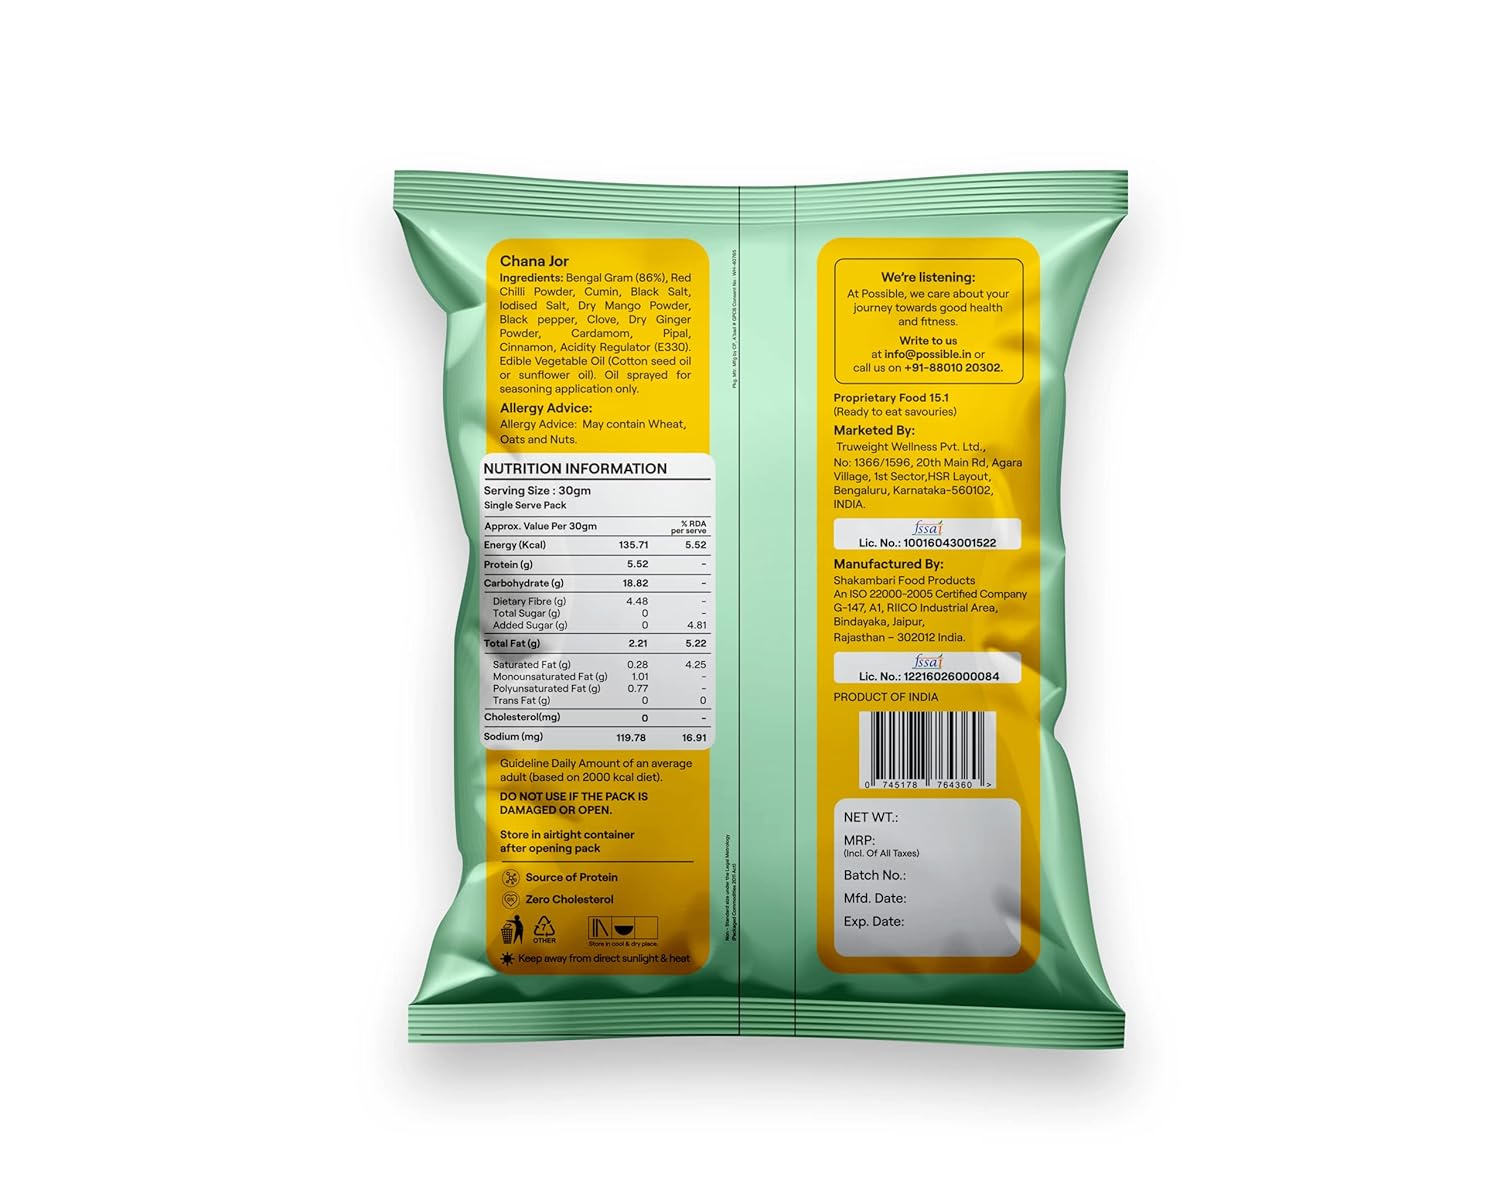 Chana Jor
Ingredients: Bengal Gram (86%), Red
Chilli Powder, Cumin, Black Salt,
Iodised Salt, Dry Mango Powder,
Black pepper, Clove, Dry Ginger
Powder, Cardamom, Pipal,
Cinnamon, Acidity Regulator (E330).
Edible Vegetable Oil (Cotton seed oil
or sunflower oil). Oil sprayed for
seasoning application only.
Allergy Advice:
Allergy Advice: May contain Wheat,
Oats and Nuts.
NUTRITION INFORMATION
Serving Size : 30gm
Single Serve Pack
Approx. Value Per 30gm % RDA
per serve
Energy (Kcal) 135.71 5.52
Protein (g) 5.52 -
Carbohydrate (g) 18.82 -
Dietary Fibre (g) 4.48 -
Total Sugar (g) 0 -
Added Sugar (g) 0 4.81
Total Fat (g) 2.21 5.22
Saturated Fat (g) 0.28 4.25
Monounsaturated Fat (g) 1.01 -
Polyunsaturated Fat (g) 0.77 -
Trans Fat (g) 0 0
Cholesterol(mg) 0 -
Sodium (mg) 119.78 16.91
Guideline Daily Amount of an average
adult (based on 2000 kcal diet).
DO NOT USE IF THE PACK IS
DAMAGED OR OPEN.
Store in airtight container
after opening pack
Source of Protein
0%
Zero Cholesterol
7
OTHER
Store in cool & dry place.
Keep away from direct sunlight & heat
Non - Standard size under the Legal Metrology
(Packaged Commodities 2011 Act)
We're listening:
At Possible, we care about your
journey towards good health
and fitness.
Write to us
at info@possible.in or
call us on +91-88010 20302.
Proprietary Food 15.1
(Ready to eat savouries)
Marketed By:
Truweight Wellness Pvt. Ltd.,
No: 1366/1596, 20th Main Rd, Agara
Village, 1st Sector,HSR Layout,
Bengaluru, Karnataka-560102,
INDIA.
fssai
Lic. No.: 10016043001522
Manufactured By:
Shakambari Food Products
An ISO 22000-2005 Certified Company
G-147, A1, RIICO Industrial Area,
Bindayaka, Jaipur,
Rajasthan - 302012 India.
fssai
Lic. No.: 12216026000084
PRODUCT OF INDIA
0 745178 764360 >
NET WT.:
MRP:
(Incl. Of All Taxes)
Batch No.:
Mfd. Date:
Exp. Date: